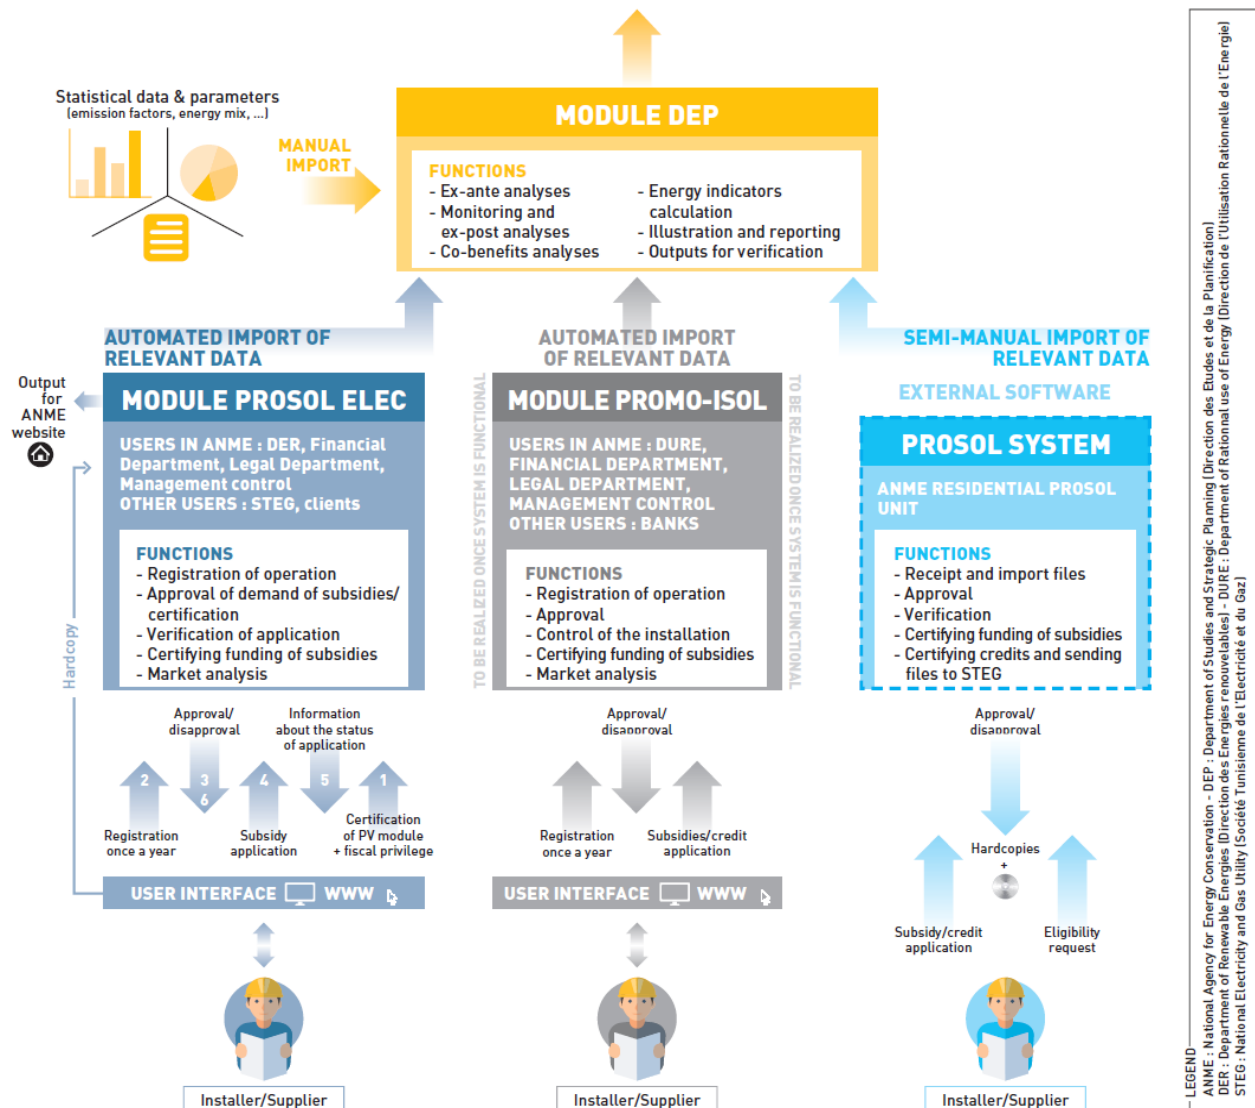 Statistical data & parameters
(emission factors, energy mix, ...)
MANUAL
IMPORT
MODULE DEP
FUNCTIONS
- Ex-ante analyses
- Monitoring and
ex-post analyses
- Co-benefits analyses
- Energy indicators
calculation
- Illustration and reporting
- Outputs for verification
AUTOMATED IMPORT OF
RELEVANT DATA
AUTOMATED IMPORT
OF RELEVANT DATA
SEMI-MANUAL IMPORT OF
RELEVANT DATA
EXTERNAL SOFTWARE
Output
for
ANME
website
Hardcopy
MODULE PROSOL ELEC
USERS IN ANME : DER, Financial
Department, Legal Department,
Management control
OTHER USERS : STEG, clients
FUNCTIONS
- Registration of operation
- Approval of demand of subsidies/
certification
- Verification of application
- Certifying funding of subsidies
- Market analysis
TO BE REALIZED ONCE SYSTEM IS FUNCTIONAL
MODULE PROMO-ISOL
USERS IN ANME : DURE,
FINANCIAL DEPARTMENT,
LEGAL DEPARTMENT,
MANAGEMENT CONTROL
OTHER USERS : BANKS
FUNCTIONS
- Registration of operation
- Approval
- Control of the installation
- Certifying funding of subsidies
- Market analysis
TO BE REALIZED ONCE SYSTEM IS FUNCTIONAL
PROSOL SYSTEM
ANME RESIDENTIAL PROSOL
UNIT
FUNCTIONS
- Receipt and import files
- Approval
- Verification
- Certifying funding of subsidies
- Certifying credits and sending
files to STEG
Approval/
disapproval
Information
about the status
of application
2
3
6
4
5
1
Registration
once a year
Subsidy
application
Certification
of PV module
+ fiscal privilege
USER INTERFACE WWW
Installer/Supplier
Approval/
disapproval
Registration
once a year
Subsidies/credit
application
USER INTERFACE WWW
Installer/Supplier
Approval/
disapproval
Hardcopies
+
Subsidy/credit
application
Eligibility
request
Installer/Supplier
LEGEND
ANME : National Agency for Energy Conservation - DEP : Department of Studies and Strategic Planning (Direction des Etudes et de la Planification)
DER : Department of Renewable Energies (Direction des Energies renouvetables) - DURE : Department of Rationnal use of Energy (Direction de l'Utilisation Rationnelle de l'Energie)
STEG : National Electricity and Gas Utility (Société Tunisienne de l'Electricité et du Gaz)